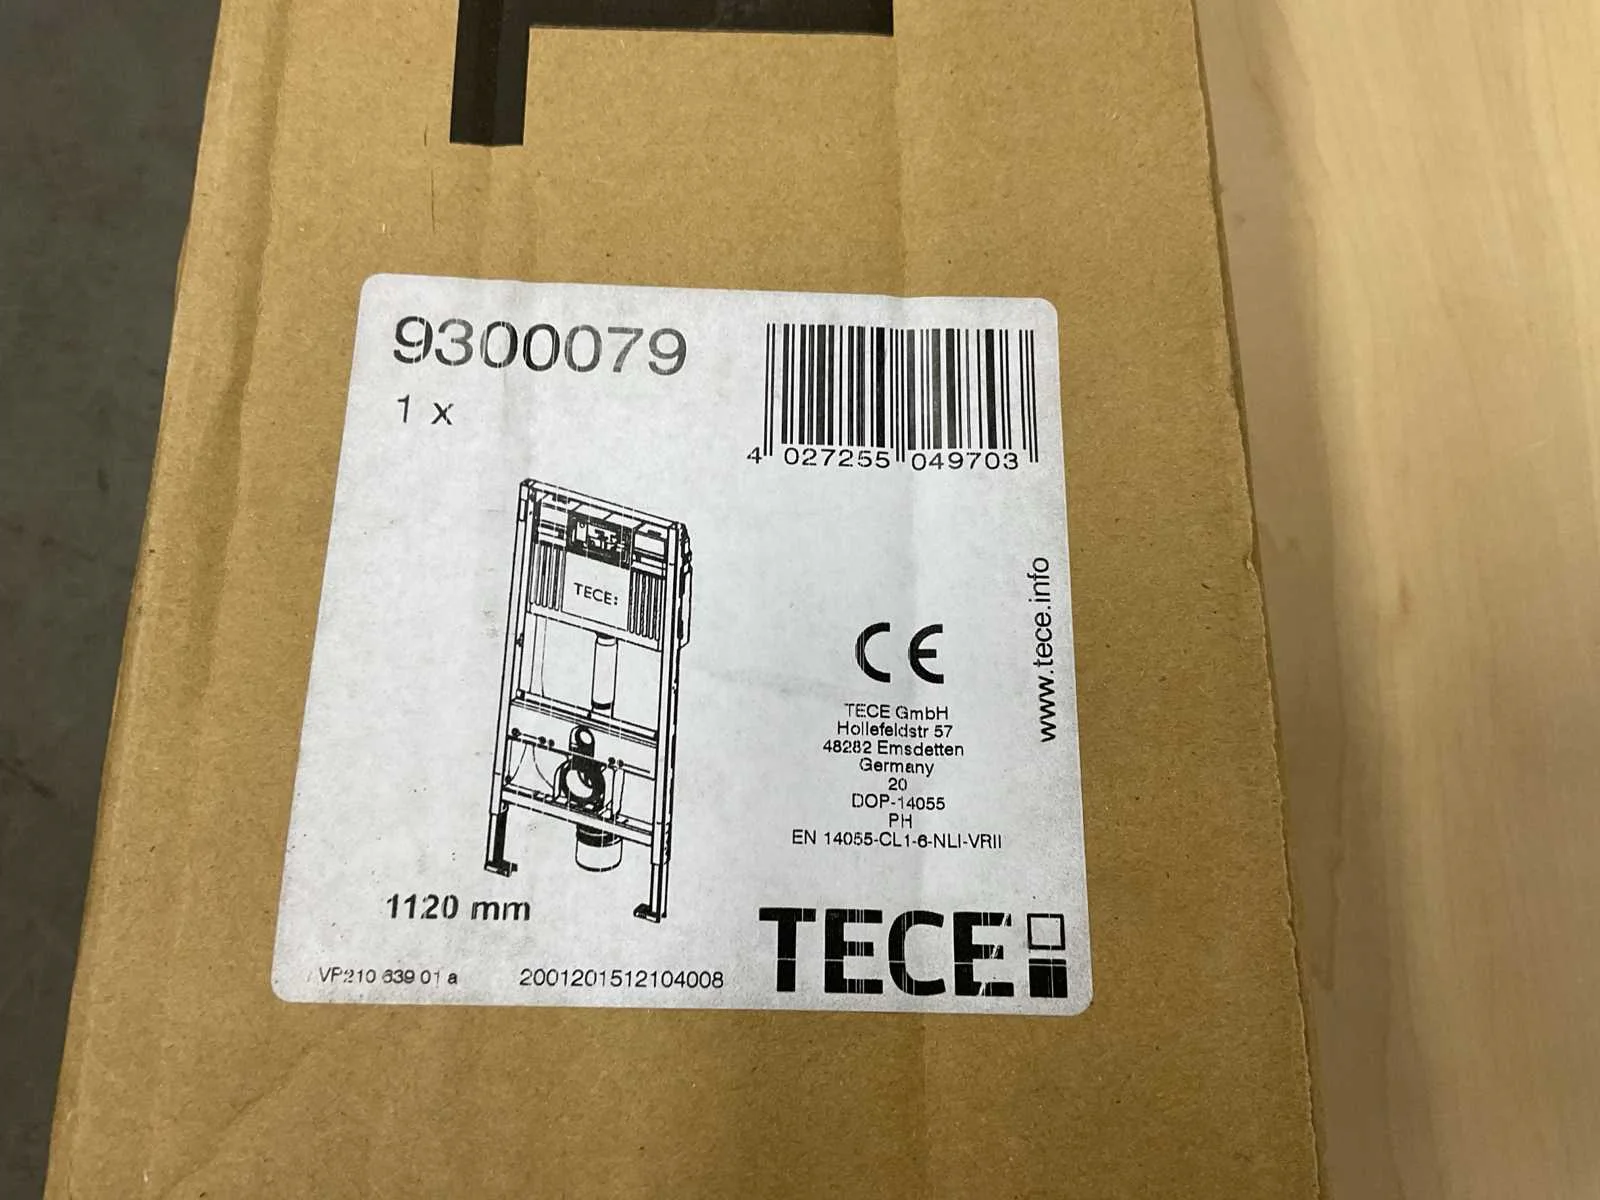 9300079
1 x
4 027255 049703
TECE:
www.tece.info
CE
TECE GmbH
Hollefeldstr 57
48282 Emsdetten
Germany
20
DOP-14055
PH
EN 14055-CL1-6-NLI-VRII
1120 mm
VP210 639 01 a
2001201512104008
TECE